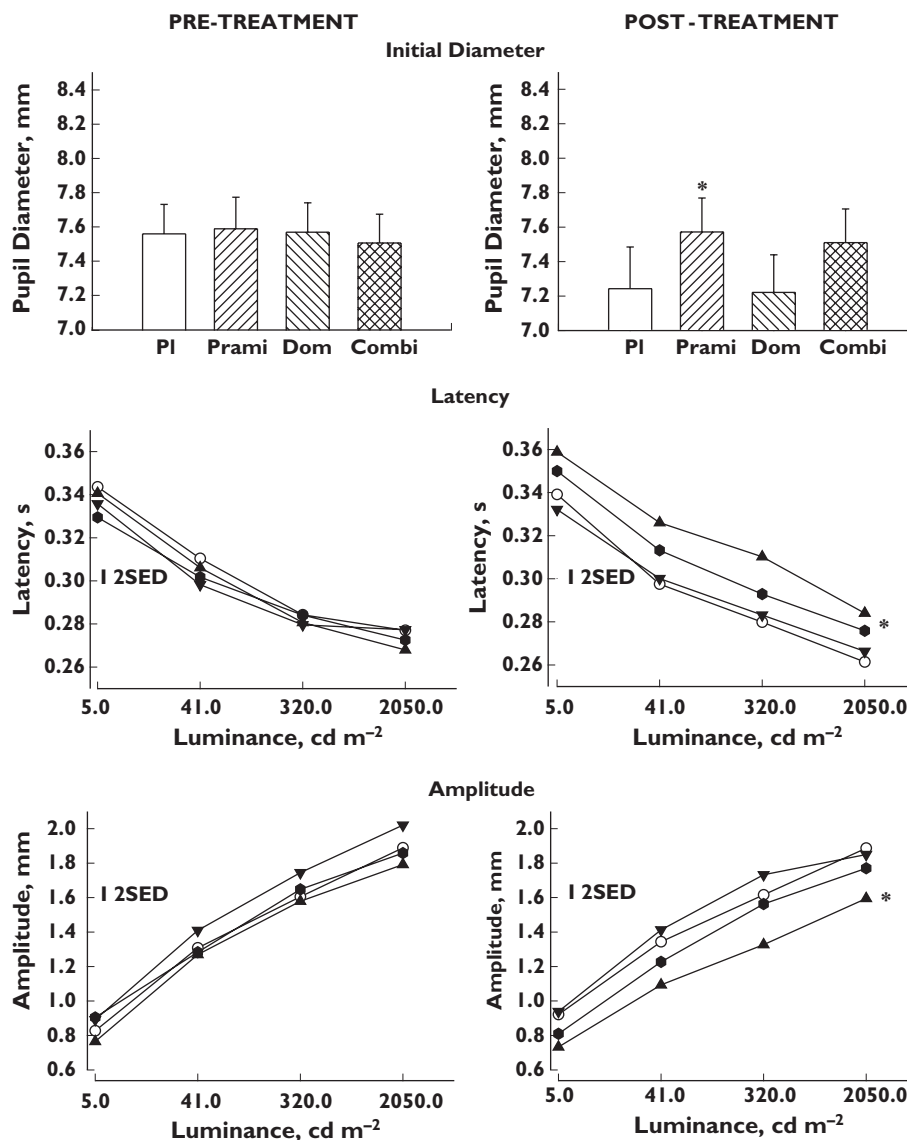 PRE-TREATMENT
POST - TREATMENT
Initial Diameter
Pupil Diameter, mm
8.4
8.2
8.0
7.8
7.6
7.4
7.2
7.0
Pl
Prami
Dom
Combi
Pupil Diameter, mm
8.4
8.2
8.0
7.8
7.6
7.4
7.2
7.0
*
Pl
Prami
Dom
Combi
Latency
Latency, s
0.36
0.34
0.32
0.30
0.28
0.26
I 2SED
5.0
41.0
320.0
2050.0
Luminance, cd m⁻²
Latency, s
0.36
0.34
0.32
0.30
0.28
0.26
I 2SED
*
5.0
41.0
320.0
2050.0
Luminance, cd m⁻²
Amplitude
Amplitude, mm
2.0
1.8
1.6
1.4
1.2
1.0
0.8
0.6
I 2SED
5.0
41.0
320.0
2050.0
Luminance, cd m⁻²
Amplitude, mm
2.0
1.8
1.6
1.4
1.2
1.0
0.8
0.6
I 2SED
*
5.0
41.0
320.0
2050.0
Luminance, cd m⁻²